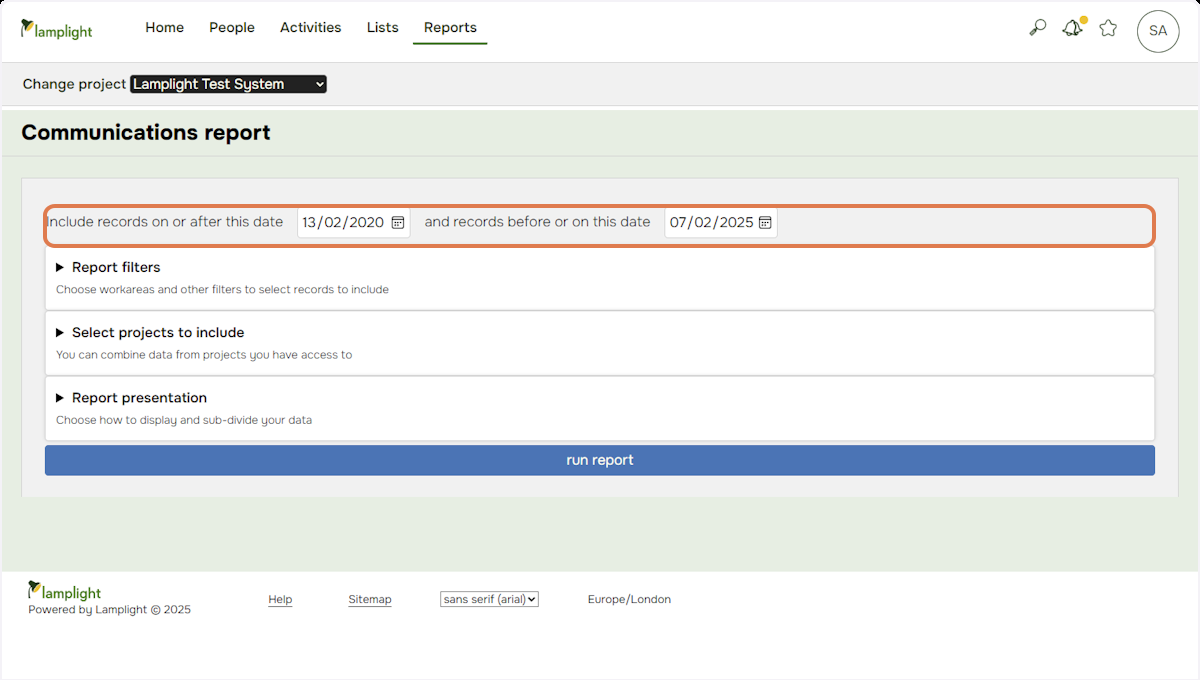 lamplight Home People Activities Lists Reports SA
Change project Lamplight Test System
Communications report
Include records on or after this date 13/02/2020 and records before or on this date 07/02/2025
Report filters
Choose workareas and other filters to select records to include
Select projects to include
You can combine data from projects you have access to
Report presentation
Choose how to display and sub-divide your data
run report
lamplight
Powered by Lamplight © 2025
Help Sitemap sans serif (arial) Europe/London